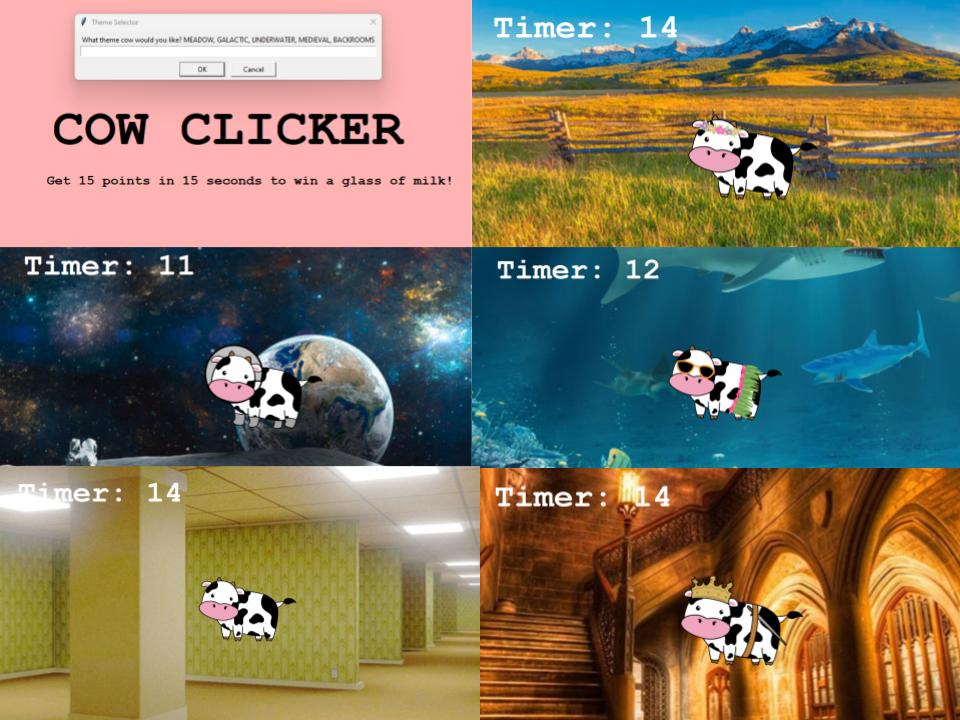 Theme Selector
What theme cow would you like? MEADOW, GALACTIC, UNDERWATER, MEDIEVAL, BACKROOMS
OK Cancel
COW CLICKER
Get 15 points in 15 seconds to win a glass of milk!
Timer: 14
Timer: 11
Timer: 12
Timer: 14
Timer: 14